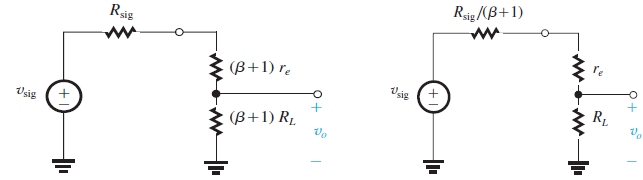 R_sig
(β+1) r_e
v_sig
+
−
(β+1) R_L
+
v_o
−
R_sig/(β+1)
r_e
v_sig
+
−
R_L
+
v_o
−